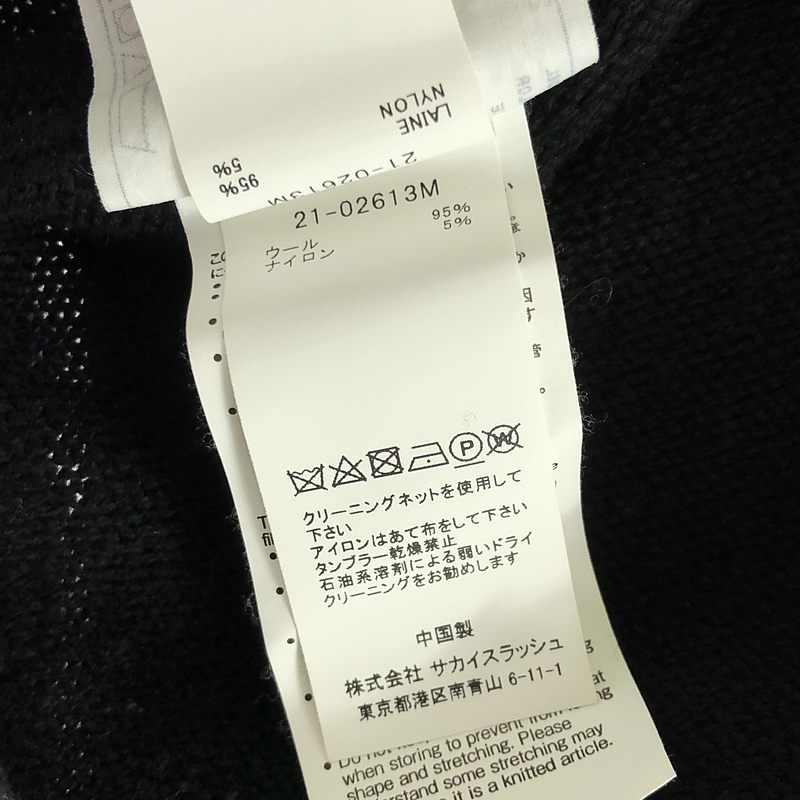 LAINE
NYLON
95%
5%
21-02613M
21-02613M
ウール 95%
ナイロン 5%
P
W
クリーニングネットを使用して
下さい
アイロンはあて布をして下さい
タンブラー乾燥禁止
石油系溶剤による弱いドライ
クリーニングをお勧めします
中国製
株式会社 サカイスラッシュ
東京都港区南青山 6-11-1
when storing to prevent from
shape and stretching. Please
understand some stretching may
it is a knitted article.